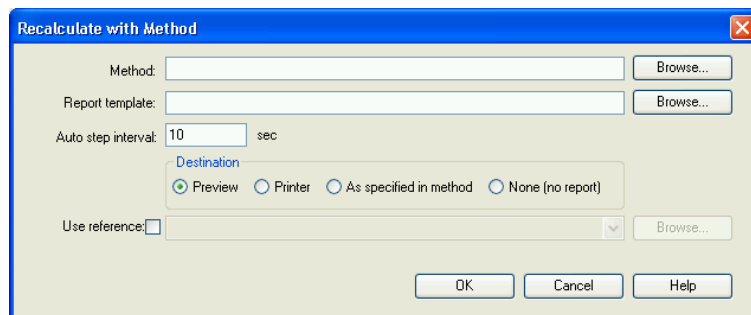 Recalculate with Method
Method: Browse...
Report template: Browse...
Auto step interval: 10 sec
Destination
Preview Printer As specified in method None (no report)
Use reference: Browse...
OK Cancel Help